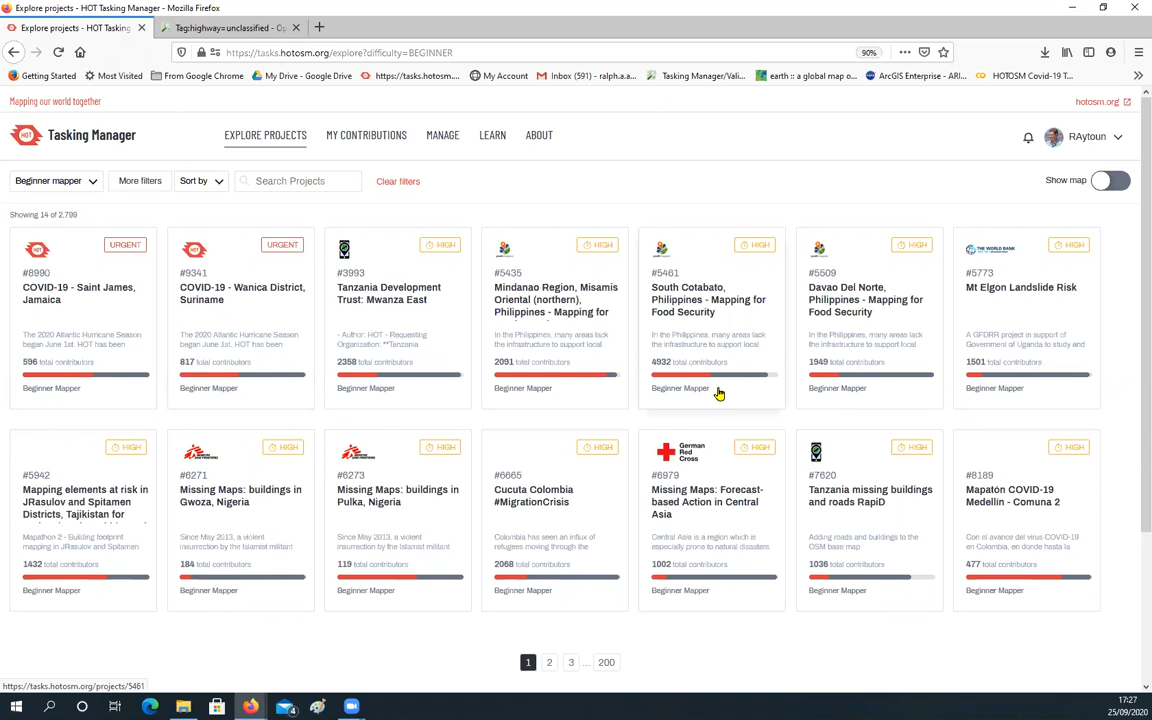 Explore projects - HOT Tasking Manager - Mozilla Firefox
Explore projects - HOT Tasking
Tag:highway=unclassified - Op
https://tasks.hotosm.org/explore?difficulty=BEGINNER
90%
Getting Started
Most Visited
From Google Chrome
My Drive - Google Drive
https://tasks.hotosm....
My Account
Inbox (591) - ralph.a.a...
Tasking Manager/Vali...
earth :: a global map o...
ArcGIS Enterprise - ARI...
HOTOSM Covid-19 T...
Mapping our world together
hotosm.org
HOT
Tasking Manager
EXPLORE PROJECTS
MY CONTRIBUTIONS
MANAGE
LEARN
ABOUT
RAytoun
Beginner mapper
More filters
Sort by
Search Projects
Clear filters
Show map
Showing 14 of 2,799
HOT
URGENT
#8990
COVID-19 - Saint James,
Jamaica
The 2020 Atlantic Hurricane Season
began June 1st. HOT has been
596 total contributors
Beginner Mapper
HOT
URGENT
#9341
COVID-19 - Wanica District,
Suriname
The 2020 Atlantic Hurricane Season
began June 1st. HOT has been
817 total contributors
Beginner Mapper
HIGH
#3993
Tanzania Development
Trust: Mwanza East
- Author: HOT - Requesting
Organization: **Tanzania
2358 total contributors
Beginner Mapper
HIGH
#5435
Mindanao Region, Misamis
Oriental (northern),
Philippines - Mapping for
In the Philippines, many areas lack
the infrastructure to support local
2091 total contributors
Beginner Mapper
HIGH
#5461
South Cotabato,
Philippines - Mapping for
Food Security
In the Philippines, many areas lack
the infrastructure to support local
4932 total contributors
Beginner Mapper
HIGH
#5509
Davao Del Norte,
Philippines - Mapping for
Food Security
In the Philippines, many areas lack
the infrastructure to support local
1949 total contributors
Beginner Mapper
THE WORLD BANK
HIGH
#5773
Mt Elgon Landslide Risk
A GFDRR project in support of
Government of Uganda to study and
1501 total contributors
Beginner Mapper
HIGH
#5942
Mapping elements at risk in
JRasulov and Spitamen
Districts, Tajikistan for
Mapathon 2 - Building footprint
mapping in JRasulov and Spitamen
1432 total contributors
Beginner Mapper
HIGH
#6271
Missing Maps: buildings in
Gwoza, Nigeria
Since May 2013, a violent
insurrection by the Islamist militant
184 total contributors
Beginner Mapper
HIGH
#6273
Missing Maps: buildings in
Pulka, Nigeria
Since May 2013, a violent
insurrection by the Islamist militant
119 total contributors
Beginner Mapper
HIGH
#6665
Cucuta Colombia
#MigrationCrisis
Colombia has seen an influx of
refugees moving through the
2068 total contributors
Beginner Mapper
German
Red
Cross
HIGH
#6979
Missing Maps: Forecast-
based Action in Central
Asia
Central Asia is a region which is
especially prone to natural disasters.
1002 total contributors
Beginner Mapper
HIGH
#7620
Tanzania missing buildings
and roads RapiD
Adding roads and buildings to the
OSM base map
1036 total contributors
Beginner Mapper
HIGH
#8189
Mapatón COVID-19
Medellín - Comuna 2
Con el avance del virus COVID-19
en Colombia, en donde hasta la
477 total contributors
Beginner Mapper
1
2
3
...
200
https://tasks.hotosm.org/projects/5461
4
17:27
25/09/2020